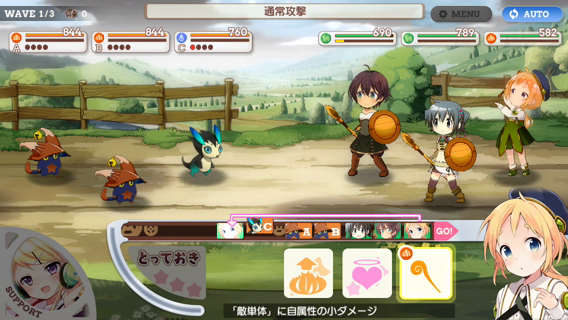 WAVE 1/3
0
通常攻撃
MENU
AUTO
844
844
760
690
789
582
A
B
C
C
A
B
GO!
とっておき
SUPPORT
「敵単体」に自属性の小ダメージ